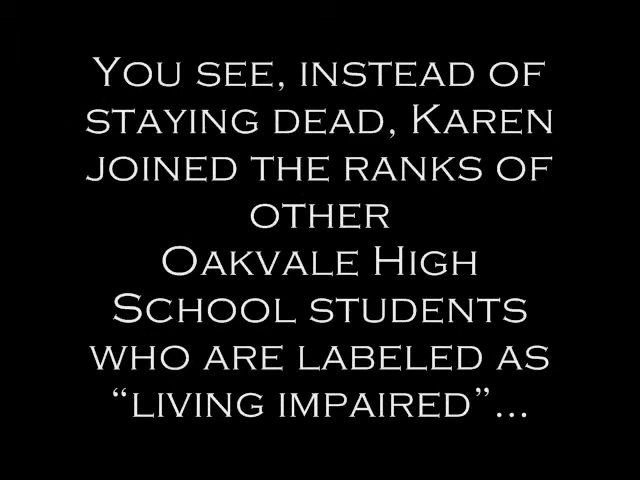 You see, instead of
staying dead, Karen
joined the ranks of
other
Oakvale High
School students
who are labeled as
“living impaired”...